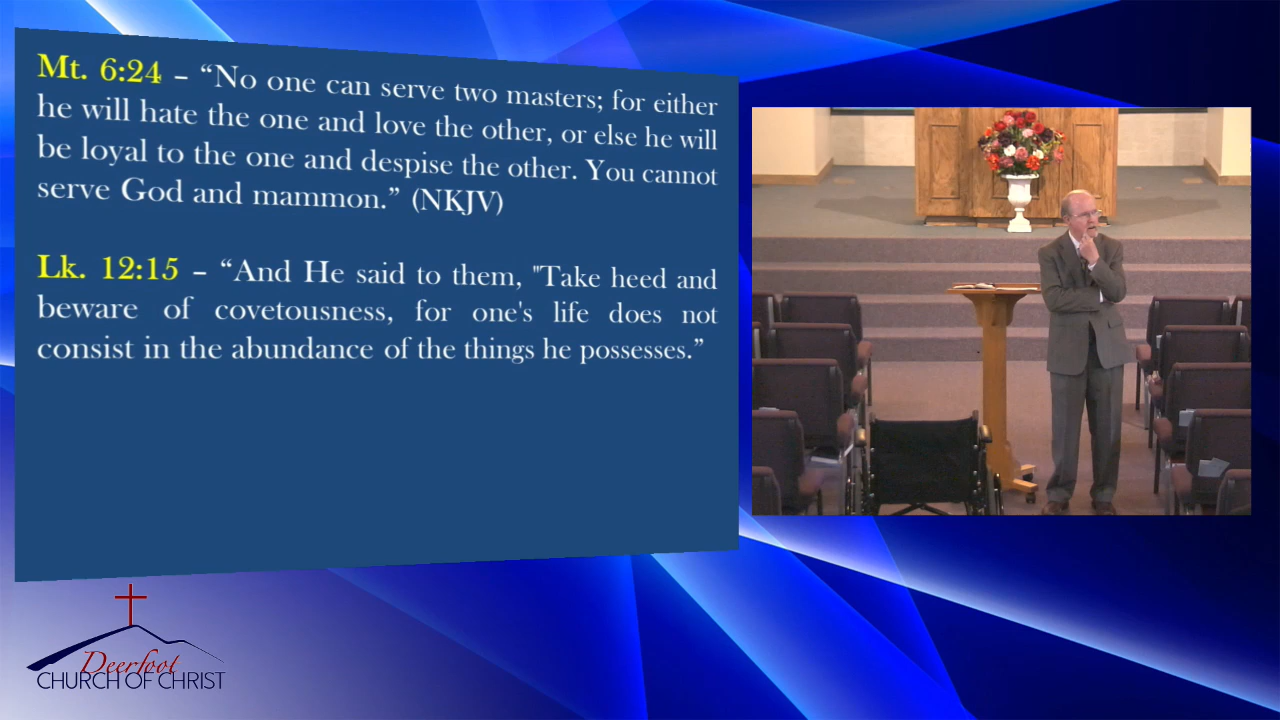 Mt. 6:24 – “No one can serve two masters; for either
he will hate the one and love the other, or else he will
be loyal to the one and despise the other. You cannot
serve God and mammon.” (NKJV)
Lk. 12:15 – “And He said to them, "Take heed and
beware of covetousness, for one's life does not
consist in the abundance of the things he possesses.”
Deerfoot
CHURCH OF CHRIST